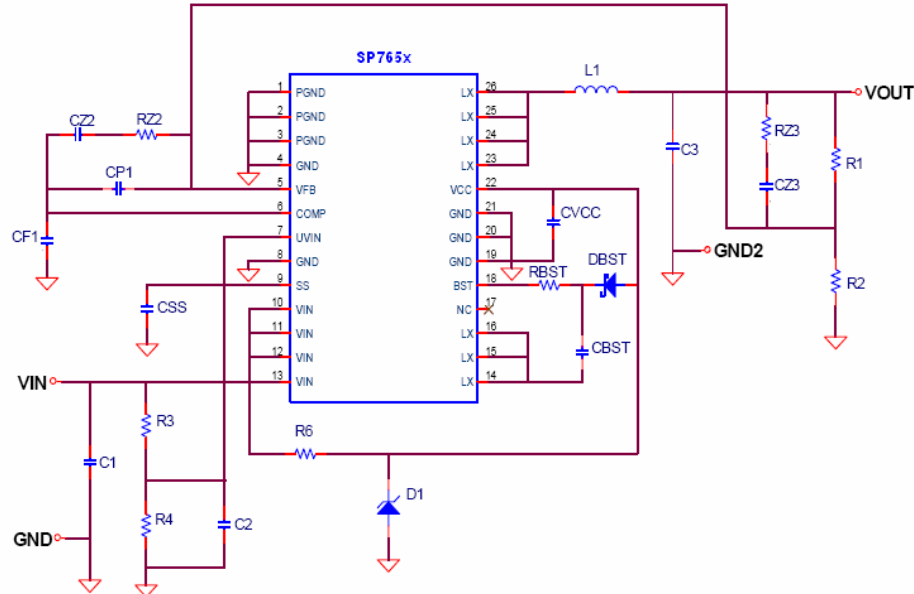 SP765x
L1
1 PGND LX 26
VOUT
2 PGND LX 25
CZ2 RZ2
3 PGND LX 24
RZ3
C3
R1
4 GND LX 23
CP1
5 VFB VCC 22
CZ3
6 COMP GND 21
CVCC
CF1
7 UVIN GND 20
GND2
8 GND GND 19
RBST DBST
9 SS BST 18
R2
CSS
10 VIN NC 17
11 VIN LX 16
CBST
12 VIN LX 15
VIN
13 VIN LX 14
R3
R6
C1
D1
R4
C2
GND